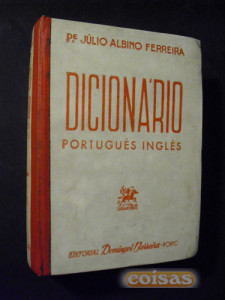 Pe. JÚLIO ALBINO FERREIRA
DICIONÁRIO
PORTUGUÊS INGLÊS
EDITORIAL Domingos Barreira - PORTO
coisas